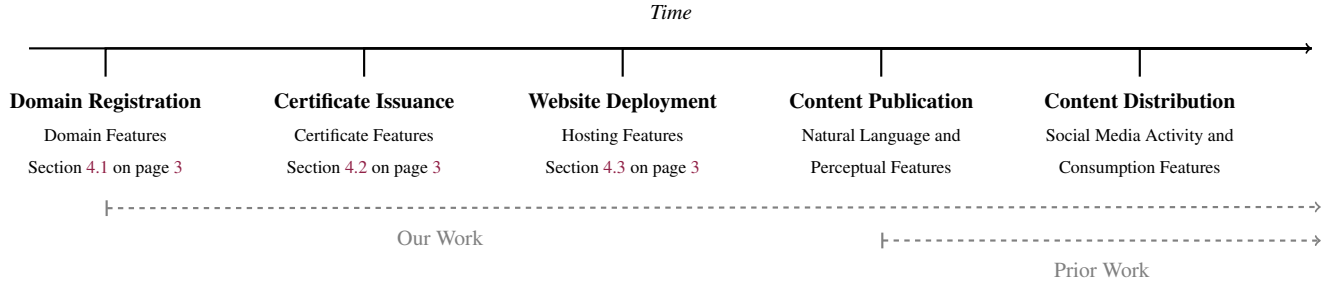 Time
Domain Registration
Domain Features
Section 4.1 on page 3
Certificate Issuance
Certificate Features
Section 4.2 on page 3
Website Deployment
Hosting Features
Section 4.3 on page 3
Content Publication
Natural Language and
Perceptual Features
Content Distribution
Social Media Activity and
Consumption Features
Our Work
Prior Work